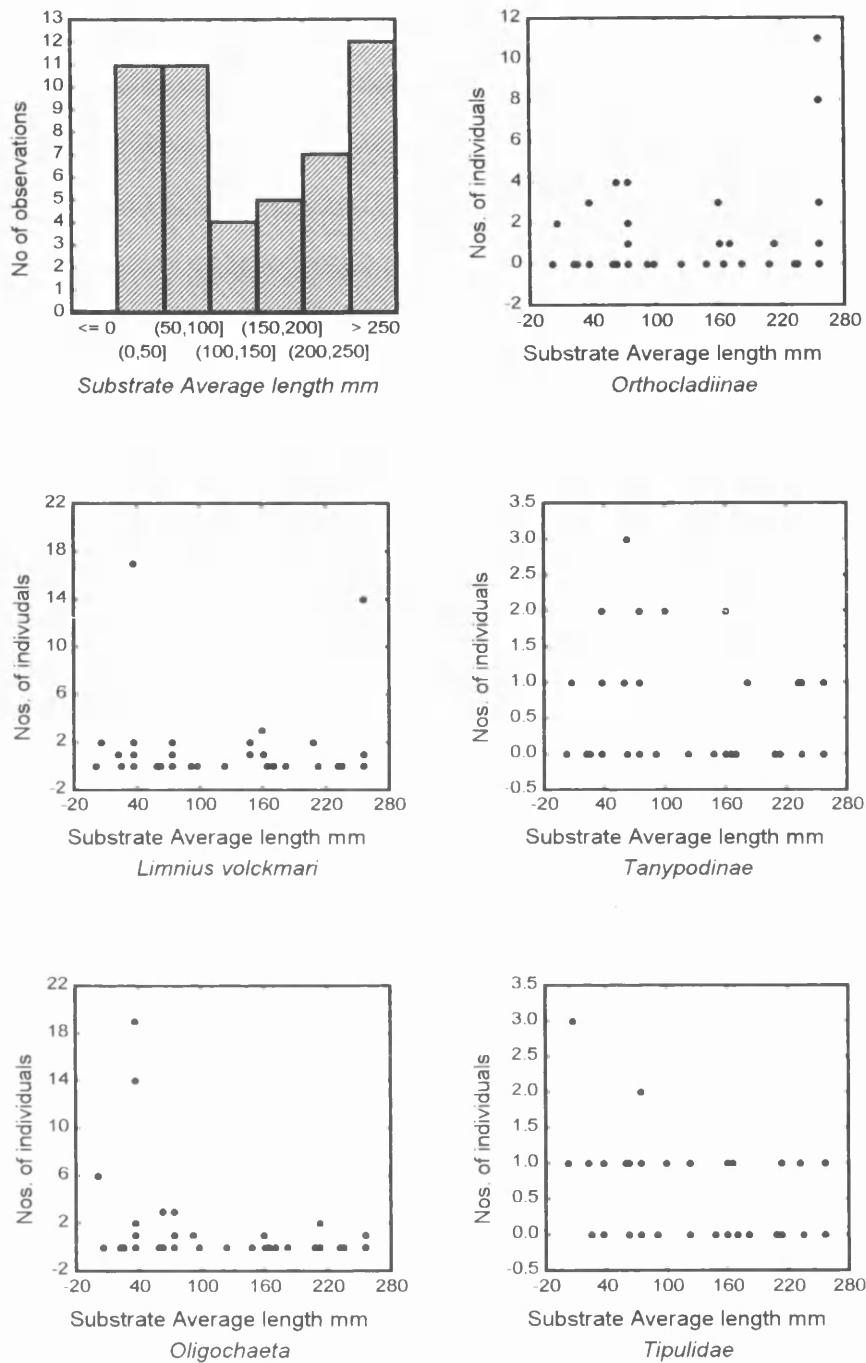 13
12
11
10
9
8
7
6
5
4
3
2
1
0
No of observations
<= 0 (50,100] (150,200] > 250
(0,50] (100,150] (200,250]
Substrate Average length mm
12
10
8
6
4
2
0
-2
Nos. of individuals
-20 40 100 160 220 280
Substrate Average length mm
Orthocladiinae
22
18
14
10
6
2
-2
Nos. of indivudals
-20 40 100 160 220 280
Substrate Average length mm
Limnius volckmari
3.5
3.0
2.5
2.0
1.5
1.0
0.5
0.0
-0.5
Nos. of individuals
-20 40 100 160 220 280
Substrate Average length mm
Tanypodinae
22
18
14
10
6
2
-2
Nos. of individuals
-20 40 100 160 220 280
Substrate Average length mm
Oligochaeta
3.5
3.0
2.5
2.0
1.5
1.0
0.5
0.0
-0.5
Nos. of individuals
-20 40 100 160 220 280
Substrate Average length mm
Tipulidae